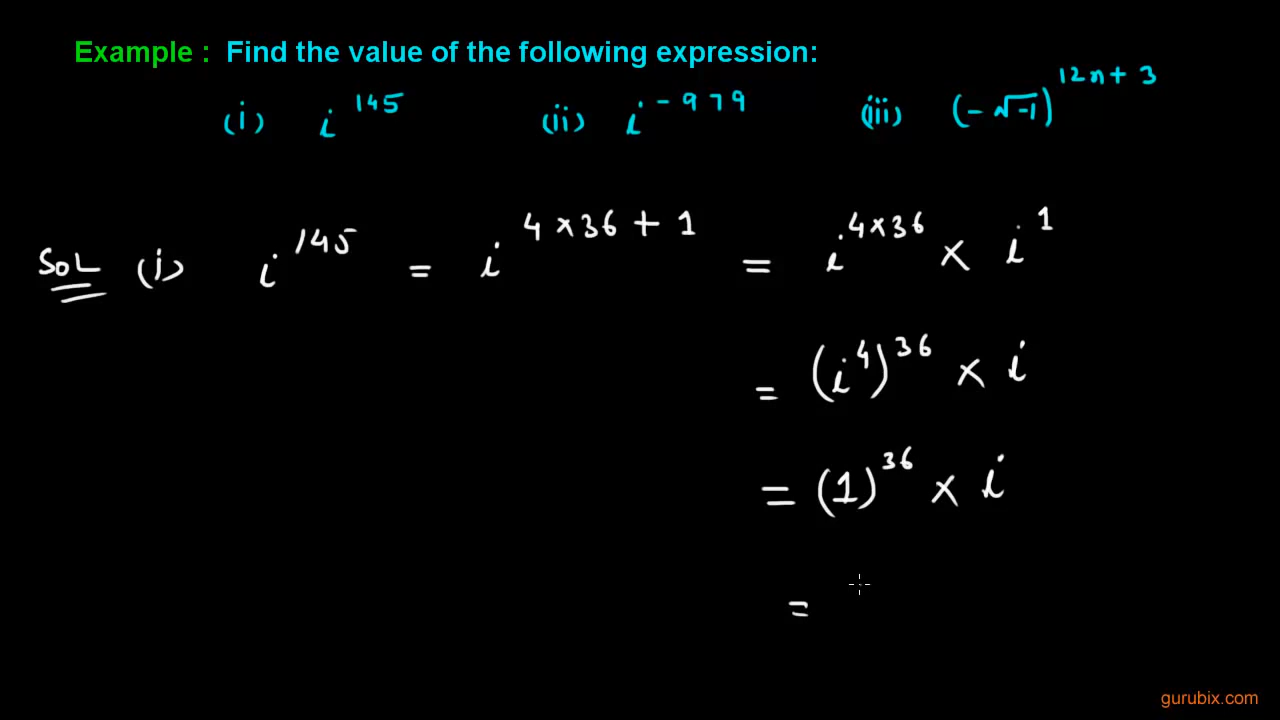 Example : Find the value of the following expression:
(i) i^145 (ii) i^-979 (iii) (-√-1)^12n+3
SOL (i) i^145 = i^4×36+1 = i^4×36 × i^1
= (i^4)^36 × i
= (1)^36 × i
=
gurubix.com